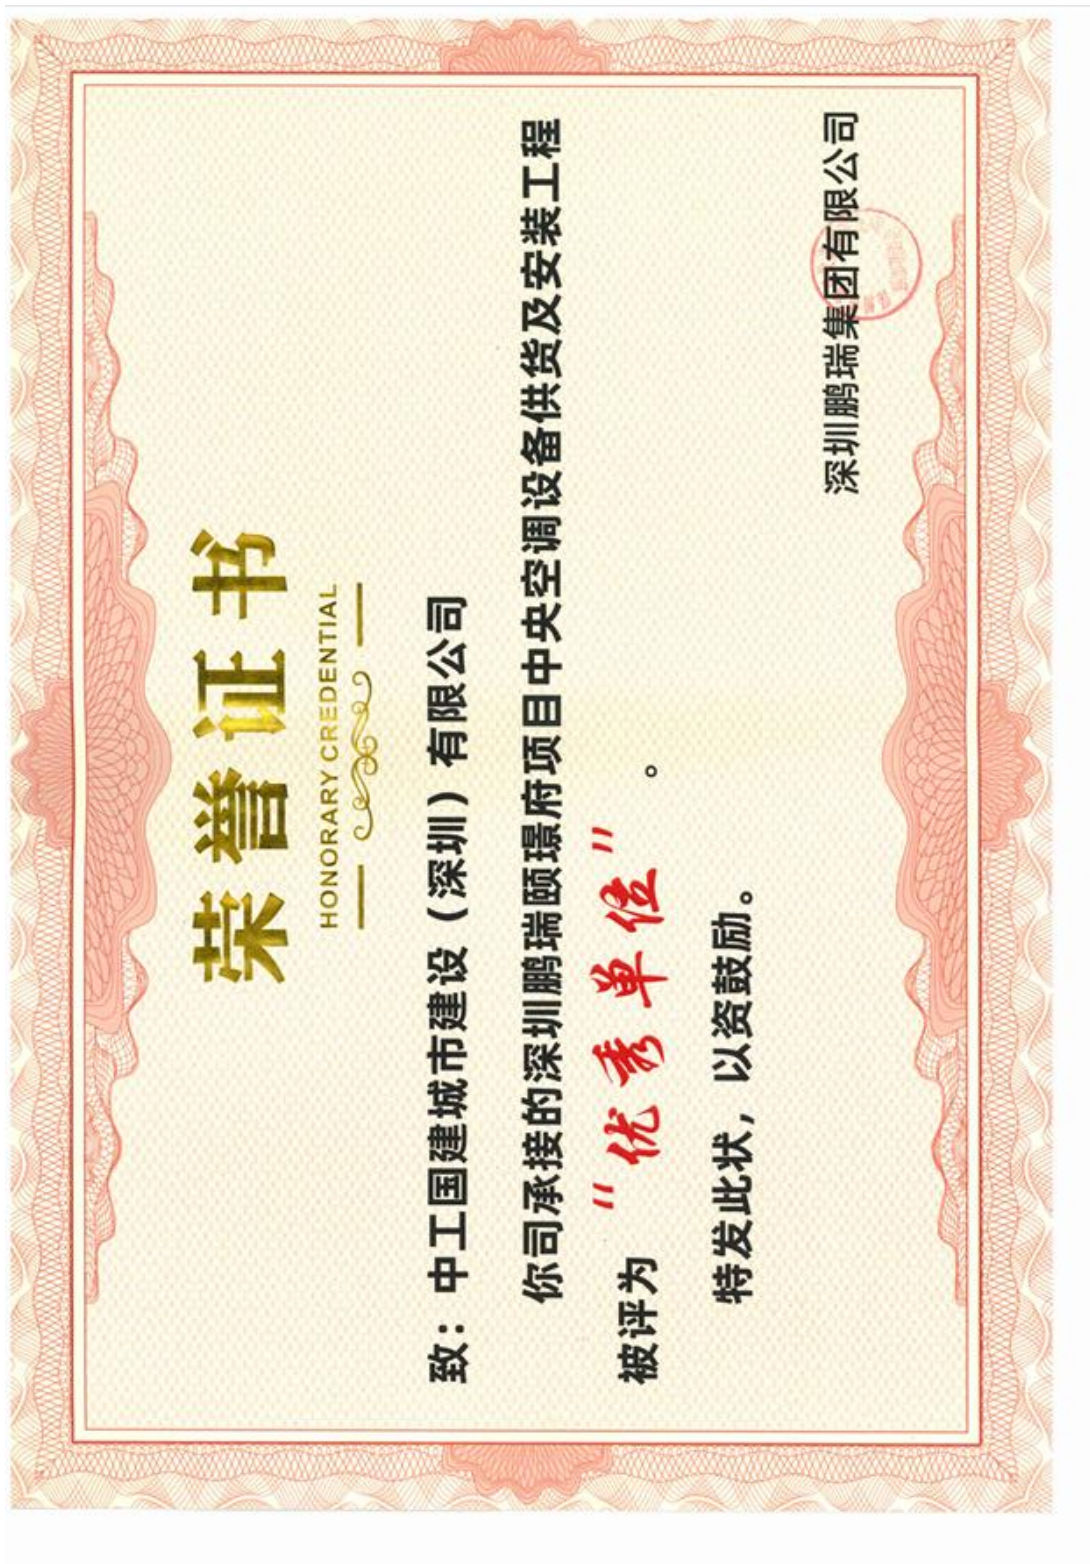 荣誉证书
HONORARY CREDENTIAL
致：中工国建城市建设（深圳）有限公司
你司承接的深圳鹏瑞颐璟府项目中央空调设备供货及安装工程
被评为 “优秀单位” 。
特发此状，以资鼓励。
深圳鹏瑞集团有限公司